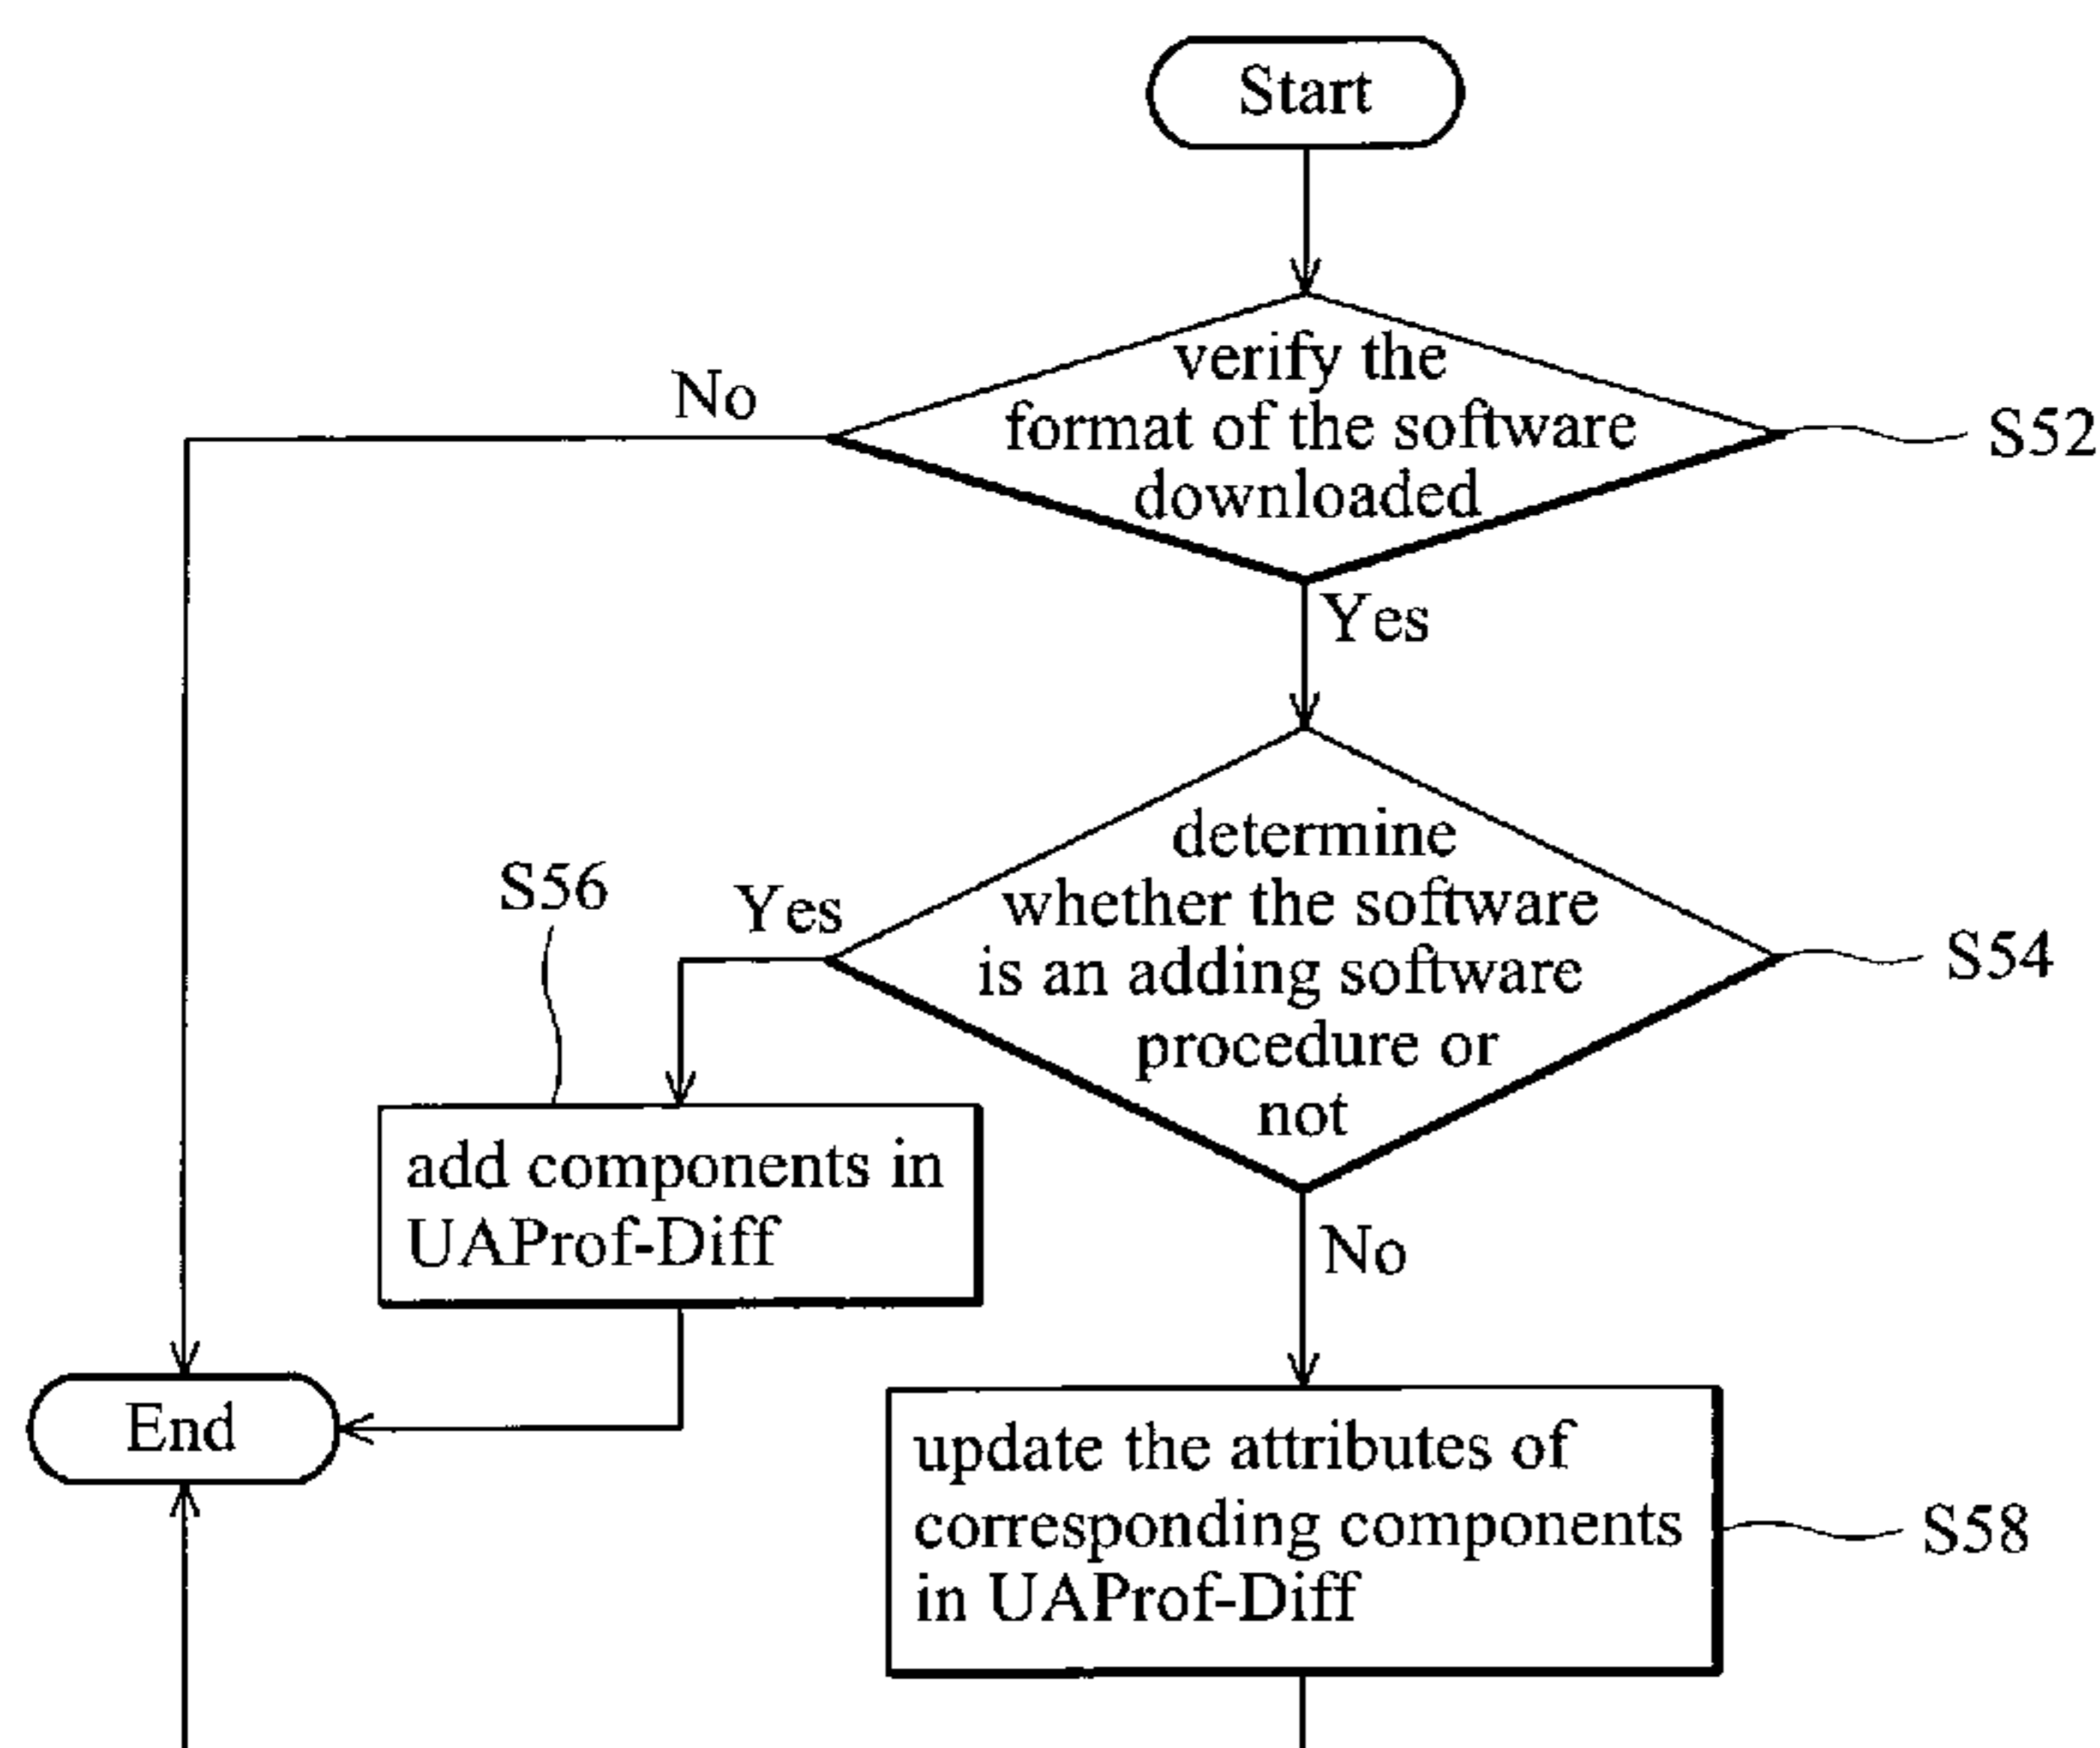 Start
verify the
format of the software
downloaded
S52
No
Yes
determine
whether the software
is an adding software
procedure or
not
S54
Yes
S56
add components in
UAProf-Diff
No
End
update the attributes of
corresponding components
in UAProf-Diff
S58